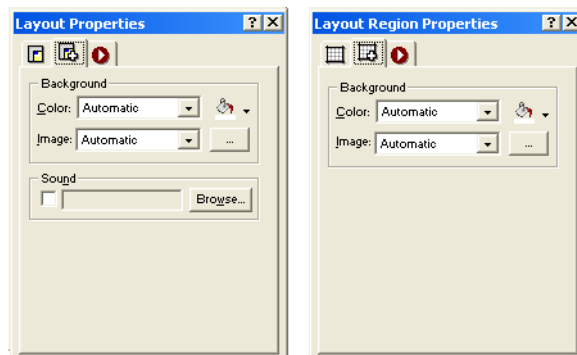 Layout Properties
Background
Color: Automatic
Image: Automatic
...
Sound
Browse...
Layout Region Properties
Background
Color: Automatic
Image: Automatic
...